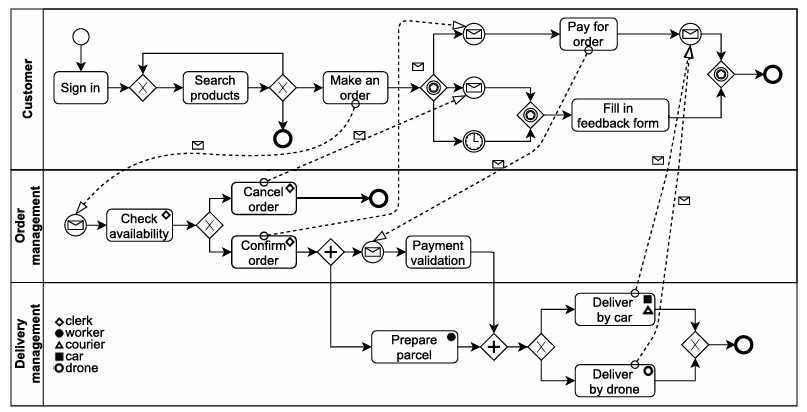 Customer
Sign in
Search
products
Make an
order
Pay for
order
Fill in
feedback form
Order
management
Check
availability
Cancel
order
Confirm
order
Payment
validation
Delivery
management
clerk
worker
courier
car
drone
Prepare
parcel
Deliver
by car
Deliver
by drone